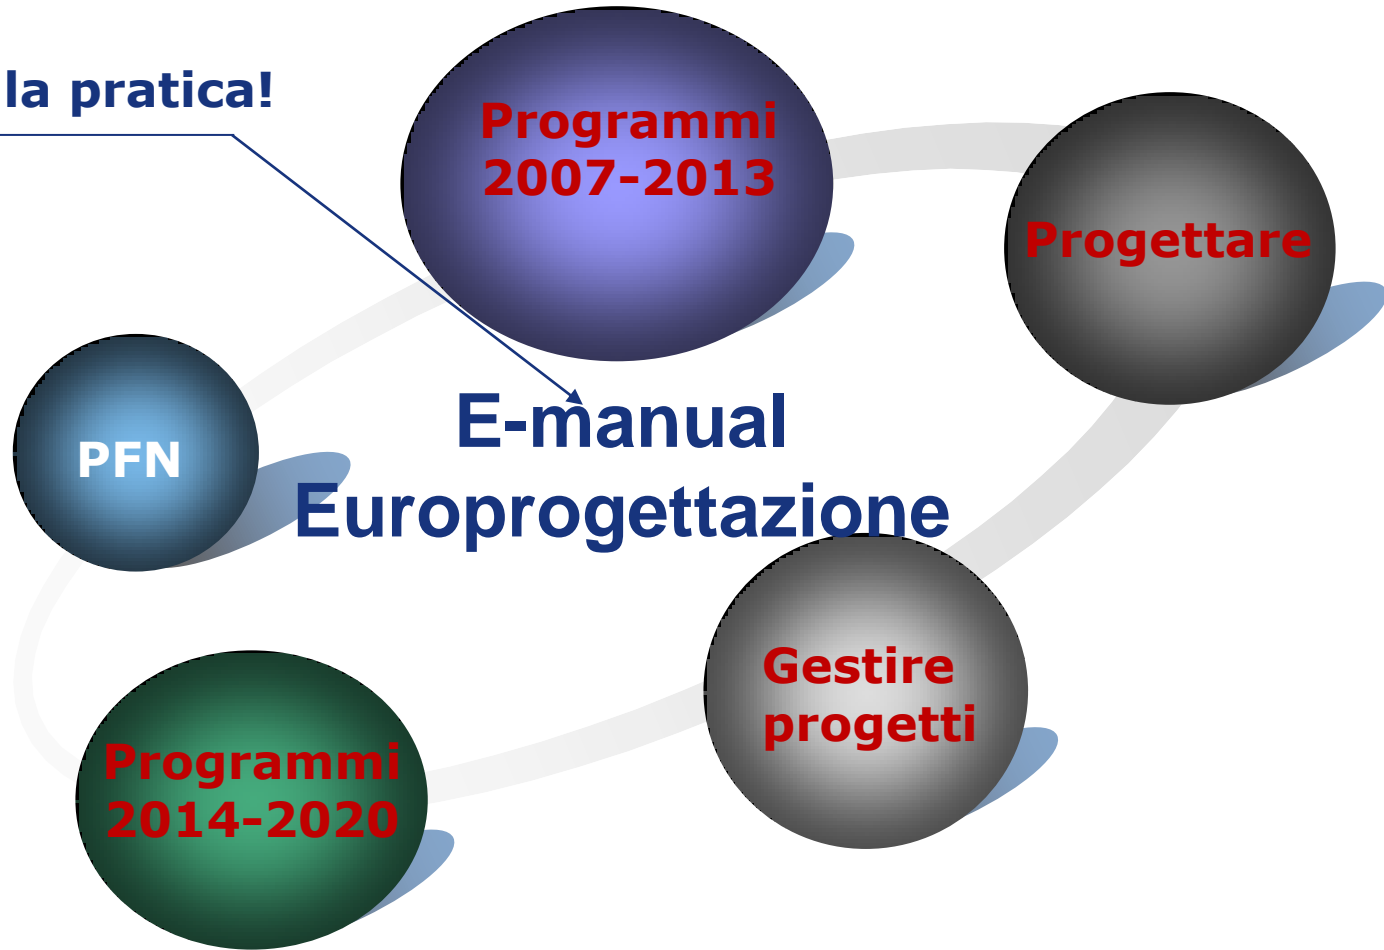 la pratica!
Programmi
2007-2013
Progettare
E-manual
Europrogettazione
PFN
Gestire
progetti
Programmi
2014-2020